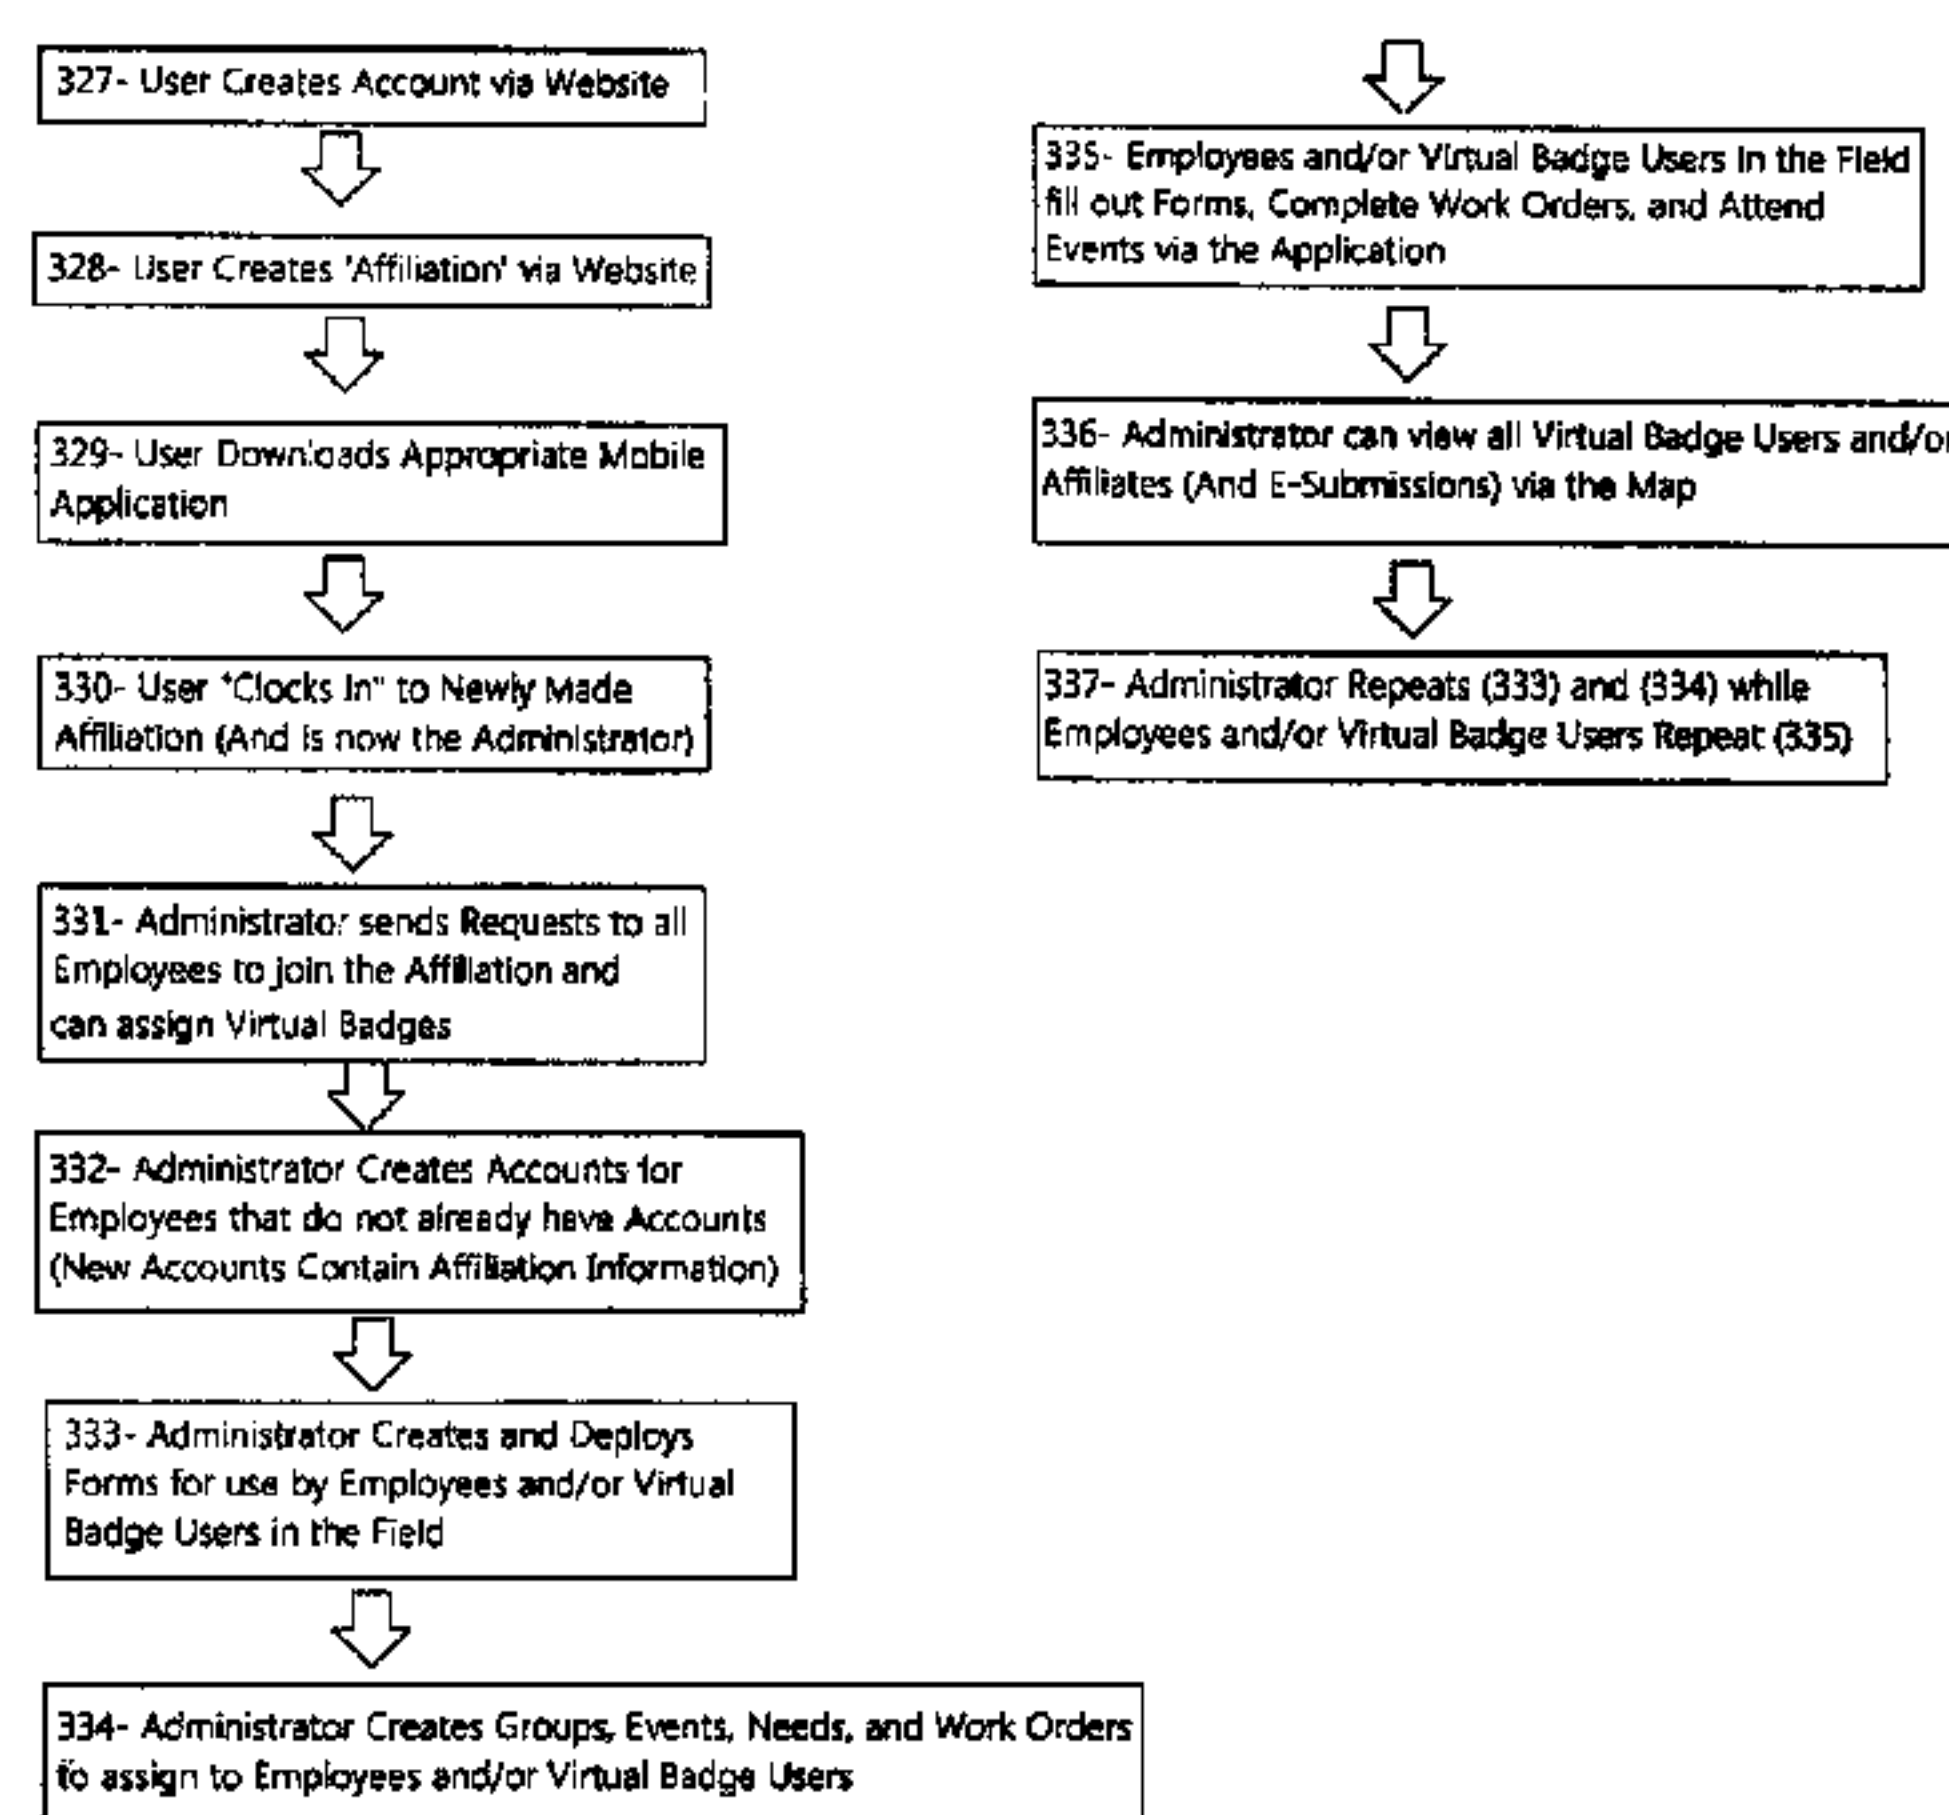 327- User Creates Account via Website
328- User Creates 'Affiliation' via Website
329- User Downloads Appropriate Mobile
Application
330- User "Clocks In" to Newly Made
Affiliation (And is now the Administrator)
331- Administrator sends Requests to all
Employees to join the Affiliation and
can assign Virtual Badges
332- Administrator Creates Accounts for
Employees that do not already have Accounts
(New Accounts Contain Affiliation Information)
333- Administrator Creates and Deploys
Forms for use by Employees and/or Virtual
Badge Users in the Field
334- Administrator Creates Groups, Events, Needs, and Work Orders
to assign to Employees and/or Virtual Badge Users
335- Employees and/or Virtual Badge Users in the Field
fill out Forms, Complete Work Orders, and Attend
Events via the Application
336- Administrator can view all Virtual Badge Users and/or
Affiliates (And E-Submissions) via the Map
337- Administrator Repeats (333) and (334) while
Employees and/or Virtual Badge Users Repeat (335)